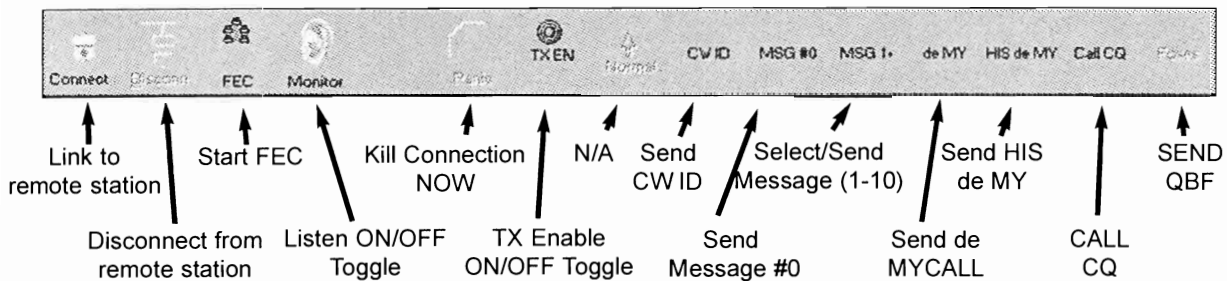 Connect Disconn. FEC Monitor Panic TX EN Normal. CW ID MSG #0 MSG 1+ de MY HIS de MY Call CQ
Link to
remote station
Start FEC
Kill Connection
NOW
N/A
Send
CW ID
Select/Send
Message (1-10)
Send HIS
de MY
SEND
QBF
Disconnect from
remote station
Listen ON/OFF
Toggle
TX Enable
ON/OFF Toggle
Send
Message #0
Send de
MYCALL
CALL
CQ